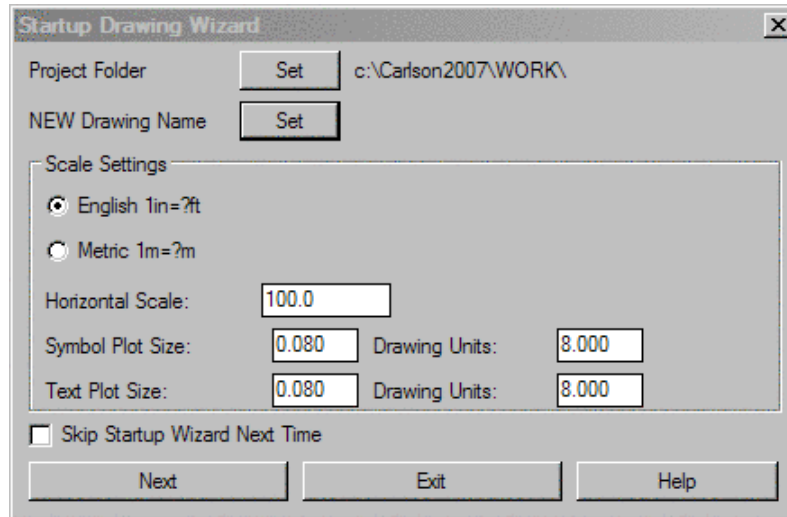 Startup Drawing Wizard
Project Folder Set c:\Carlson2007\WORK\
NEW Drawing Name Set
Scale Settings
English 1in=?ft
Metric 1m=?m
Horizontal Scale: 100.0
Symbol Plot Size: 0.080 Drawing Units: 8.000
Text Plot Size: 0.080 Drawing Units: 8.000
Skip Startup Wizard Next Time
Next Exit Help